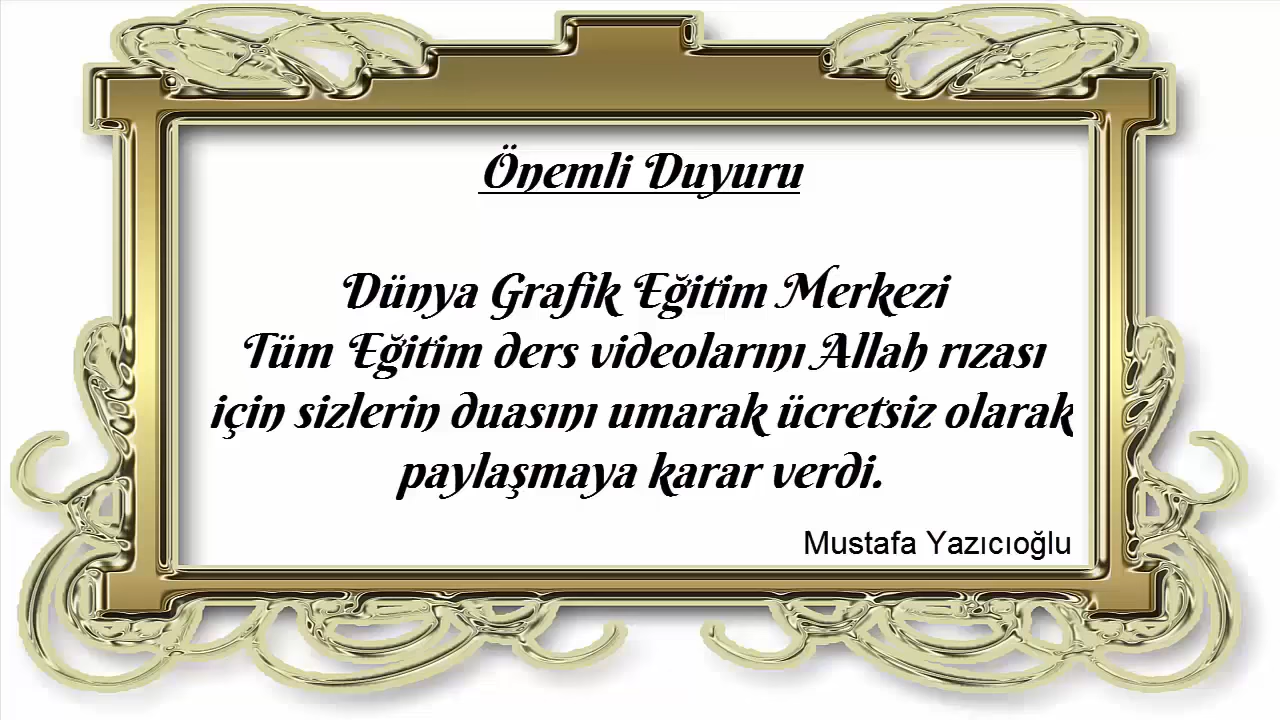 Önemli Duyuru
Dünya Grafik Eğitim Merkezi
Tüm Eğitim ders videolarını Allah rızası
için sizlerin duasını umarak ücretsiz olarak
paylaşmaya karar verdi.
Mustafa Yazıcıoğlu